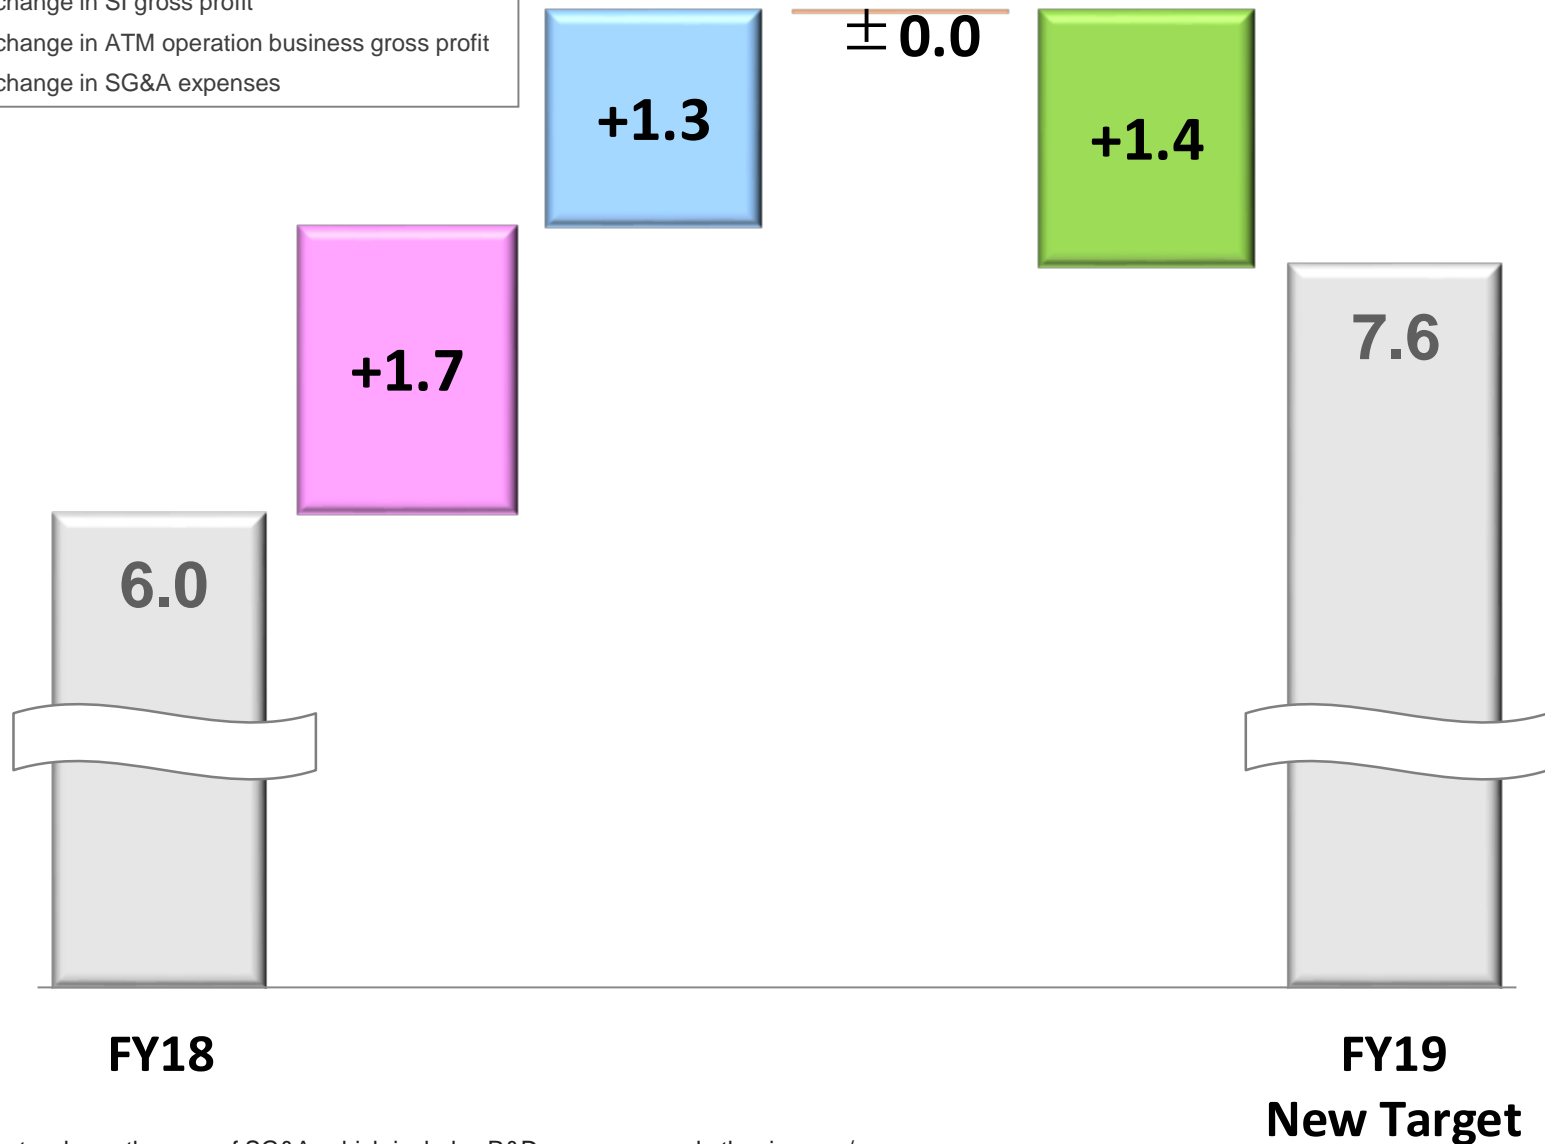 change in SI gross profit
change in ATM operation business gross profit
change in SG&A expenses
±0.0
+1.3
+1.4
+1.7
7.6
6.0
FY18
FY19
New Target